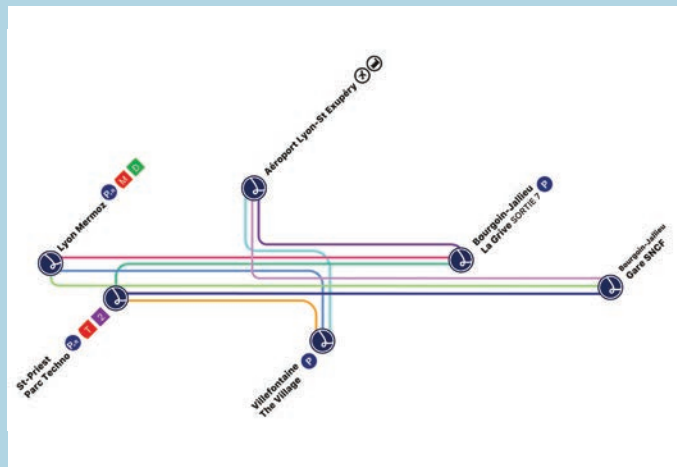 Aéroport Lyon-St Exupéry
Lyon Mermoz P+R M D
Bourgoin-Jallieu P
La Grive SORTIE 7
Bourgoin-Jallieu
Gare SNCF
St-Priest
Parc Techno P+R T 2
Villefontaine P
The Village